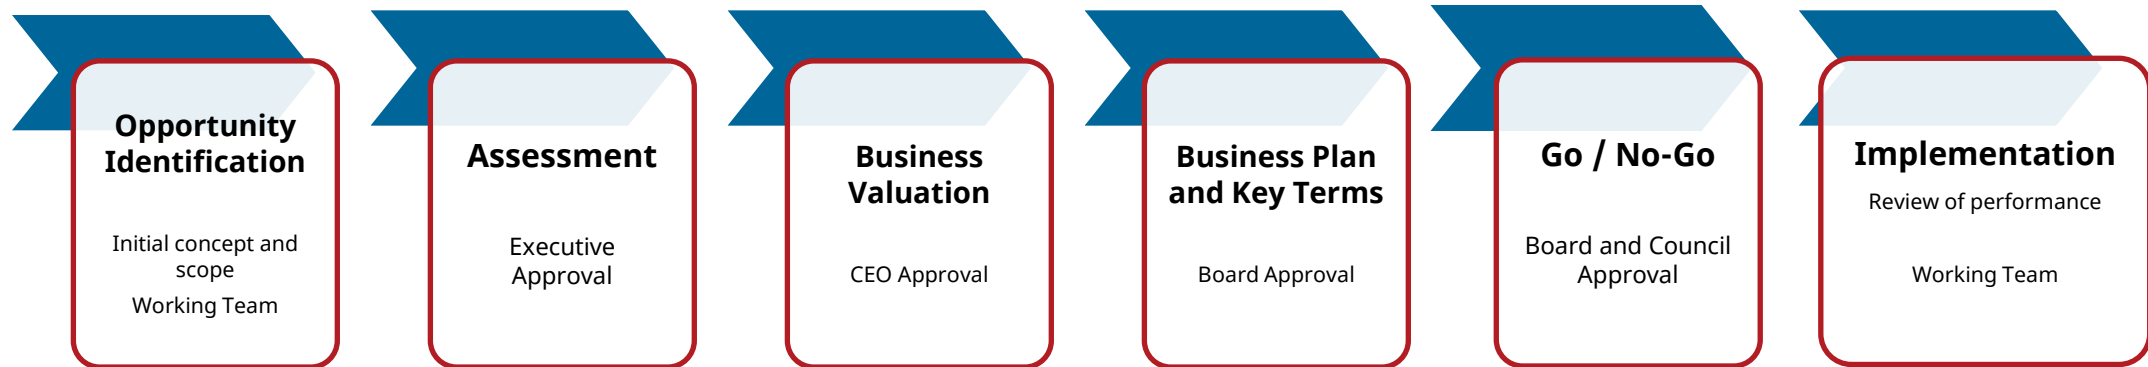 Opportunity
Identification
Initial concept and
scope
Working Team
Assessment
Executive
Approval
Business
Valuation
CEO Approval
Business Plan
and Key Terms
Board Approval
Go / No-Go
Board and Council
Approval
Implementation
Review of performance
Working Team